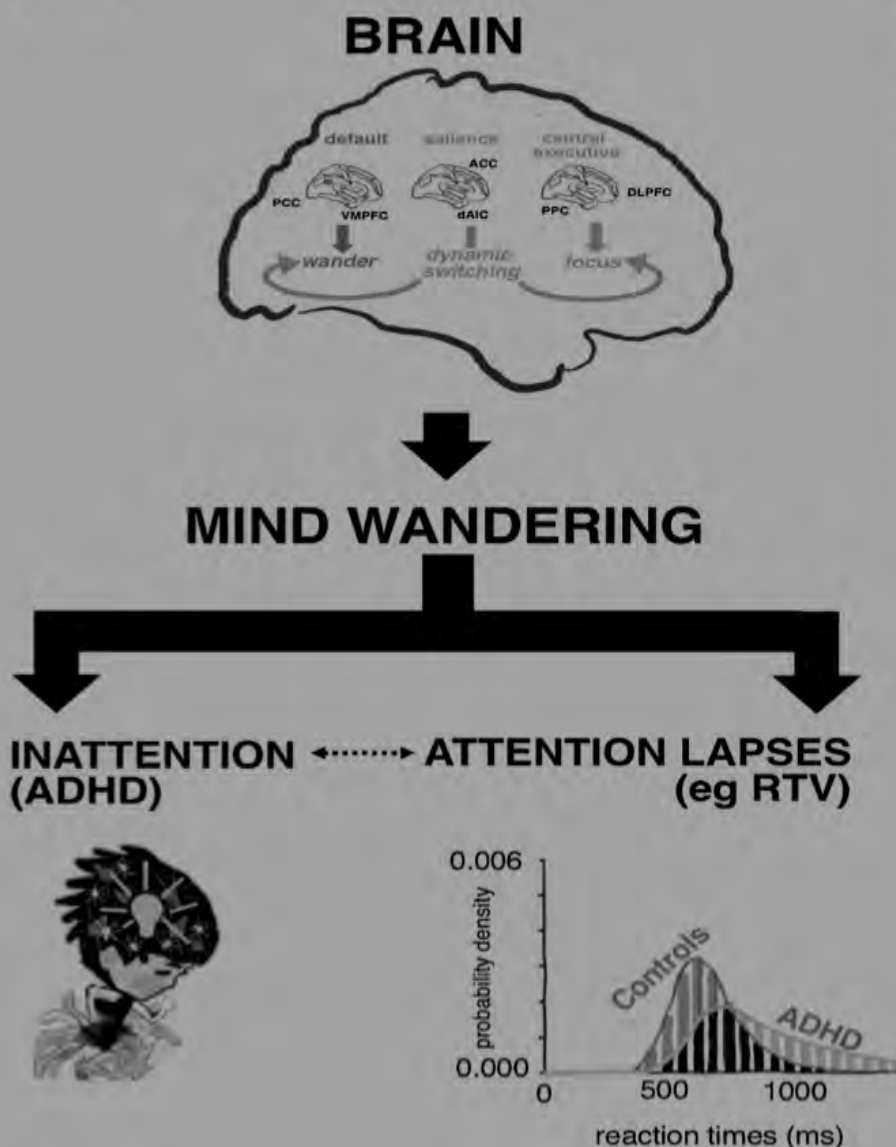 BRAIN
default salience central
executive
ACC
PCC DLPFC
VMPFC dAIC PPC
wander dynamic focus
switching
MIND WANDERING
INATTENTION ATTENTION LAPSES
(ADHD) (eg RTV)
0.006
probability density
Controls
ADHD
0.000
0 500 1000
reaction times (ms)